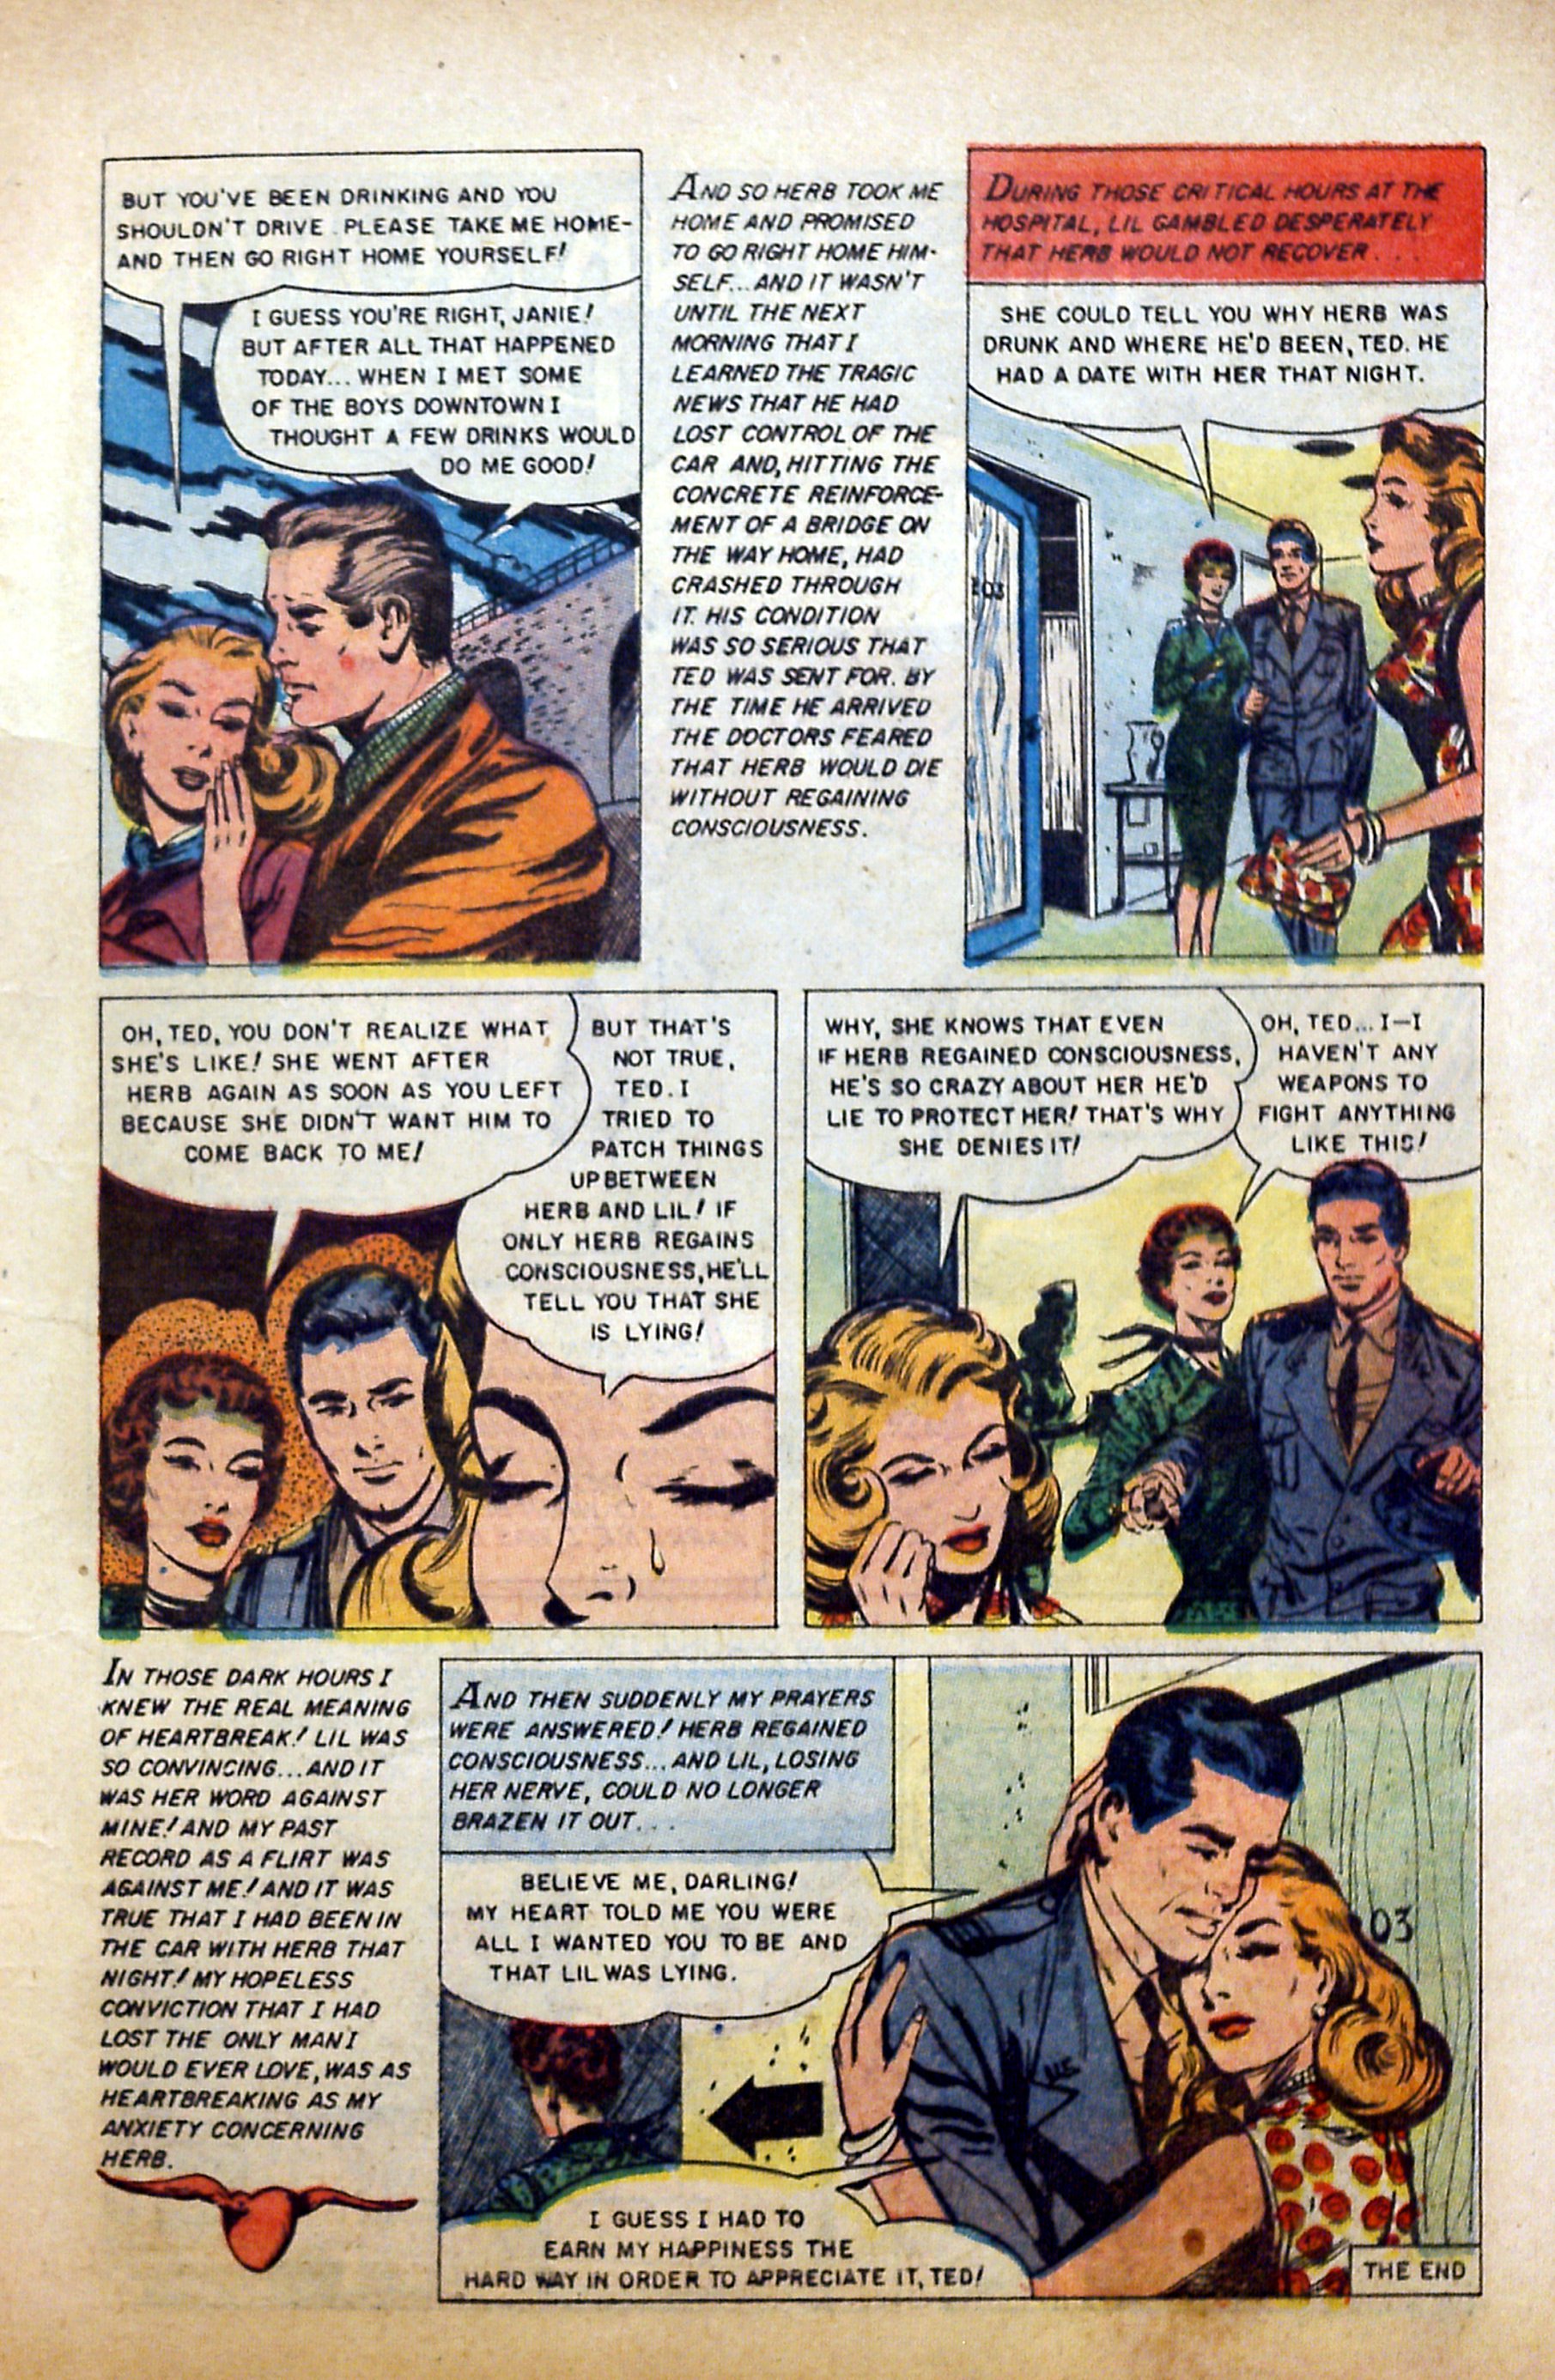 BUT YOU'VE BEEN DRINKING AND YOU
SHOULDN'T DRIVE. PLEASE TAKE ME HOME-
AND THEN GO RIGHT HOME YOURSELF!
I GUESS YOU'RE RIGHT, JANIE!
BUT AFTER ALL THAT HAPPENED
TODAY... WHEN I MET SOME
OF THE BOYS DOWNTOWN I
THOUGHT A FEW DRINKS WOULD
DO ME GOOD!
AND SO HERB TOOK ME
HOME AND PROMISED
TO GO RIGHT HOME HIM-
SELF...AND IT WASN'T
UNTIL THE NEXT
MORNING THAT I
LEARNED THE TRAGIC
NEWS THAT HE HAD
LOST CONTROL OF THE
CAR AND, HITTING THE
CONCRETE REINFORCE-
MENT OF A BRIDGE ON
THE WAY HOME, HAD
CRASHED THROUGH
IT. HIS CONDITION
WAS SO SERIOUS THAT
TED WAS SENT FOR. BY
THE TIME HE ARRIVED
THE DOCTORS FEARED
THAT HERB WOULD DIE
WITHOUT REGAINING
CONSCIOUSNESS.
DURING THOSE CRITICAL HOURS AT THE
HOSPITAL, LIL GAMBLED DESPERATELY
THAT HERB WOULD NOT RECOVER...
SHE COULD TELL YOU WHY HERB WAS
DRUNK AND WHERE HE'D BEEN, TED. HE
HAD A DATE WITH HER THAT NIGHT.
203
OH, TED, YOU DON'T REALIZE WHAT
SHE'S LIKE! SHE WENT AFTER
HERB AGAIN AS SOON AS YOU LEFT
BECAUSE SHE DIDN'T WANT HIM TO
COME BACK TO ME!
BUT THAT'S
NOT TRUE,
TED. I
TRIED TO
PATCH THINGS
UP BETWEEN
HERB AND LIL! IF
ONLY HERB REGAINS
CONSCIOUSNESS, HE'LL
TELL YOU THAT SHE
IS LYING!
WHY, SHE KNOWS THAT EVEN
IF HERB REGAINED CONSCIOUSNESS,
HE'S SO CRAZY ABOUT HER HE'D
LIE TO PROTECT HER! THAT'S WHY
SHE DENIES IT!
OH, TED...I-I
HAVEN'T ANY
WEAPONS TO
FIGHT ANYTHING
LIKE THIS!
IN THOSE DARK HOURS I
KNEW THE REAL MEANING
OF HEARTBREAK! LIL WAS
SO CONVINCING...AND IT
WAS HER WORD AGAINST
MINE! AND MY PAST
RECORD AS A FLIRT WAS
AGAINST ME! AND IT WAS
TRUE THAT I HAD BEEN IN
THE CAR WITH HERB THAT
NIGHT! MY HOPELESS
CONVICTION THAT I HAD
LOST THE ONLY MAN I
WOULD EVER LOVE, WAS AS
HEARTBREAKING AS MY
ANXIETY CONCERNING
HERB.
AND THEN SUDDENLY MY PRAYERS
WERE ANSWERED! HERB REGAINED
CONSCIOUSNESS...AND LIL, LOSING
HER NERVE, COULD NO LONGER
BRAZEN IT OUT...
BELIEVE ME, DARLING!
MY HEART TOLD ME YOU WERE
ALL I WANTED YOU TO BE AND
THAT LIL WAS LYING.
03
I GUESS I HAD TO
EARN MY HAPPINESS THE
HARD WAY IN ORDER TO APPRECIATE IT, TED!
THE END